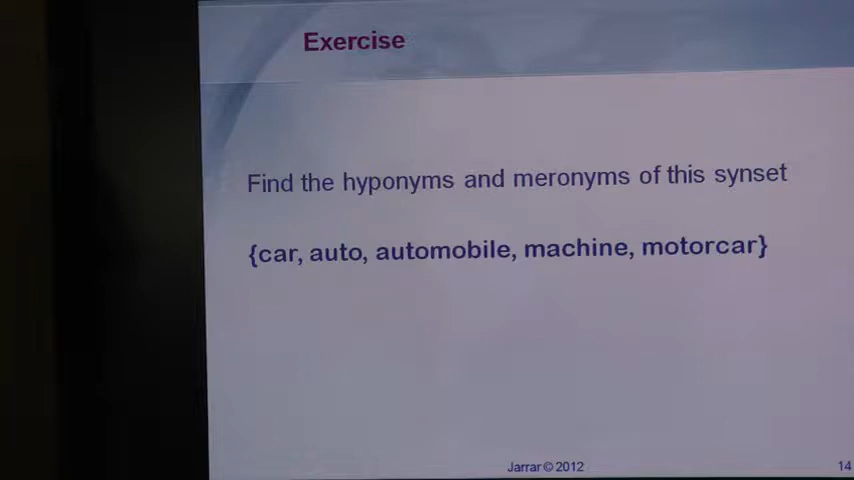 Exercise
Find the hyponyms and meronyms of this synset
{car, auto, automobile, machine, motorcar}
Jarrar © 2012
14